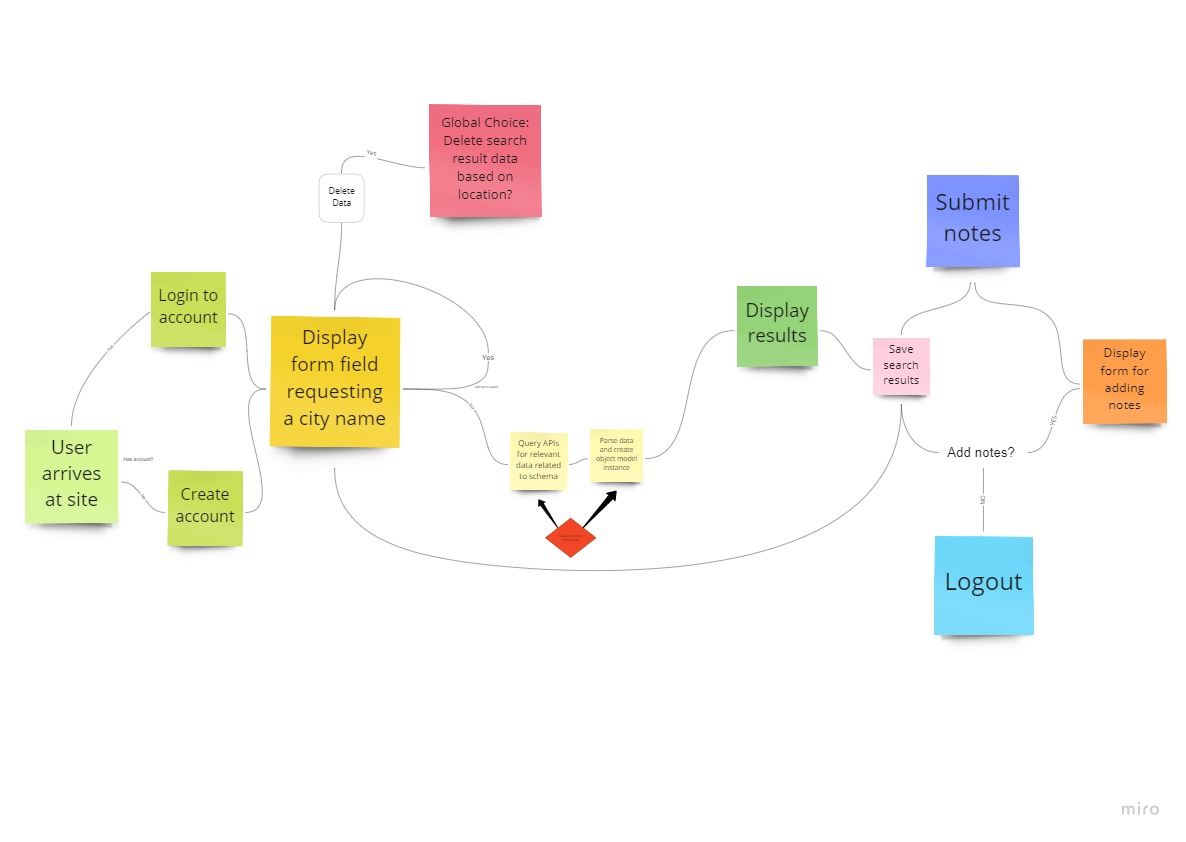 Global Choice:
Delete search
result data
based on
location?
Yes
Delete
Data
Submit
notes
Login to
account
Display
form field
requesting
a city name
Yes
Display
results
Save
search
results
Display
form for
adding
notes
YES
User
arrives
at site
Has account?
No
Create
account
No
Query APIs
for relevant
data related
to schema
Parse data
and create
object model
instance
Add notes?
NO
Logout
miro